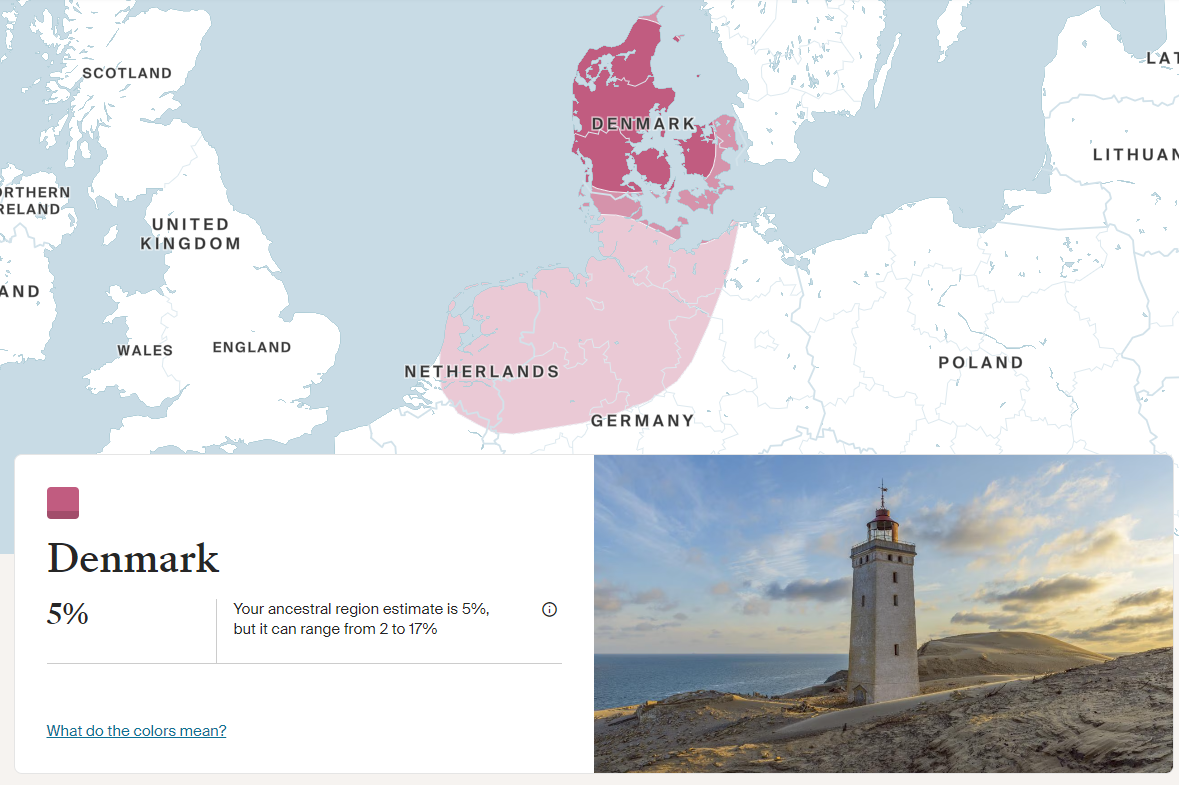 SCOTLAND
DENMARK
LAT
LITHUAN
ORTHERN
RELAND
UNITED
KINGDOM
AND
WALES
ENGLAND
NETHERLANDS
POLAND
GERMANY
Denmark
5%
Your ancestral region estimate is 5%,
but it can range from 2 to 17%
What do the colors mean?